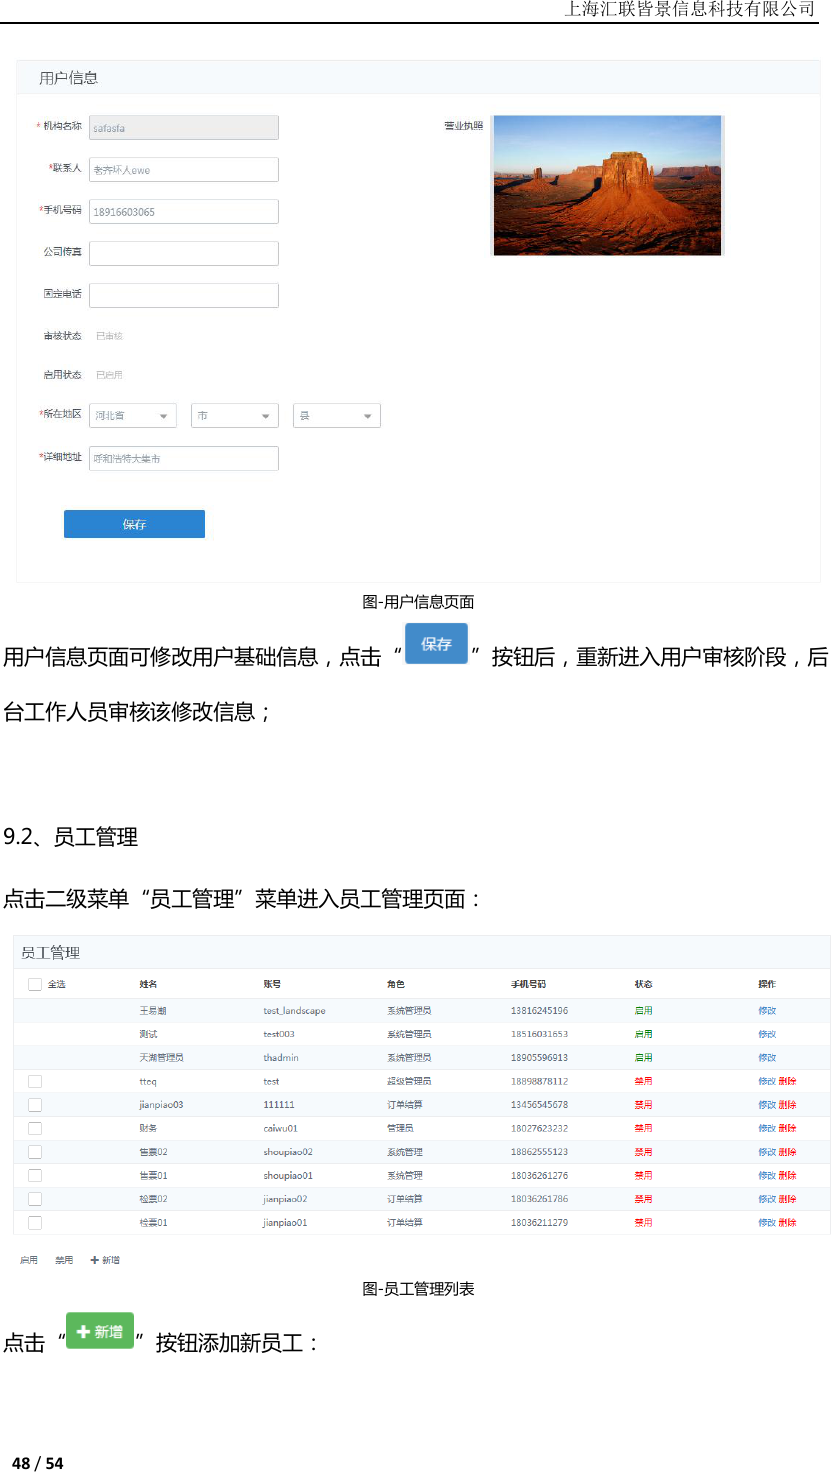 上海汇联皆景信息科技有限公司
用户信息
* 机构名称 safasfa 营业执照
*联系人 老齐坏人ewe
*手机号码 18916603065
公司传真
固定电话
审核状态 已审核
启用状态 已启用
*所在地区 河北省 市 县
*详细地址 呼和浩特大集市
保存
图-用户信息页面
用户信息页面可修改用户基础信息，点击“保存”按钮后，重新进入用户审核阶段，后
台工作人员审核该修改信息；
9.2、员工管理
点击二级菜单“员工管理”菜单进入员工管理页面：
员工管理
全选 姓名 账号 角色 手机号码 状态 操作
王易潮 test_landscape 系统管理员 13816245196 启用 修改
测试 test003 系统管理员 18516031653 启用 修改
天湖管理员 thadmin 系统管理员 18905596913 启用 修改
tteq test 超级管理员 18898878112 禁用 修改 删除
jianpiao03 111111 订单结算 13456545678 禁用 修改 删除
财务 caiwu01 管理员 18027623232 禁用 修改 删除
售票02 shoupiao02 系统管理 18862555123 禁用 修改 删除
售票01 shoupiao01 系统管理 18036261276 禁用 修改 删除
检票02 jianpiao02 订单结算 18036261786 禁用 修改 删除
检票01 jianpiao01 订单结算 18036211279 禁用 修改 删除
启用 禁用 + 新增
图-员工管理列表
点击“+ 新增”按钮添加新员工：
48 / 54